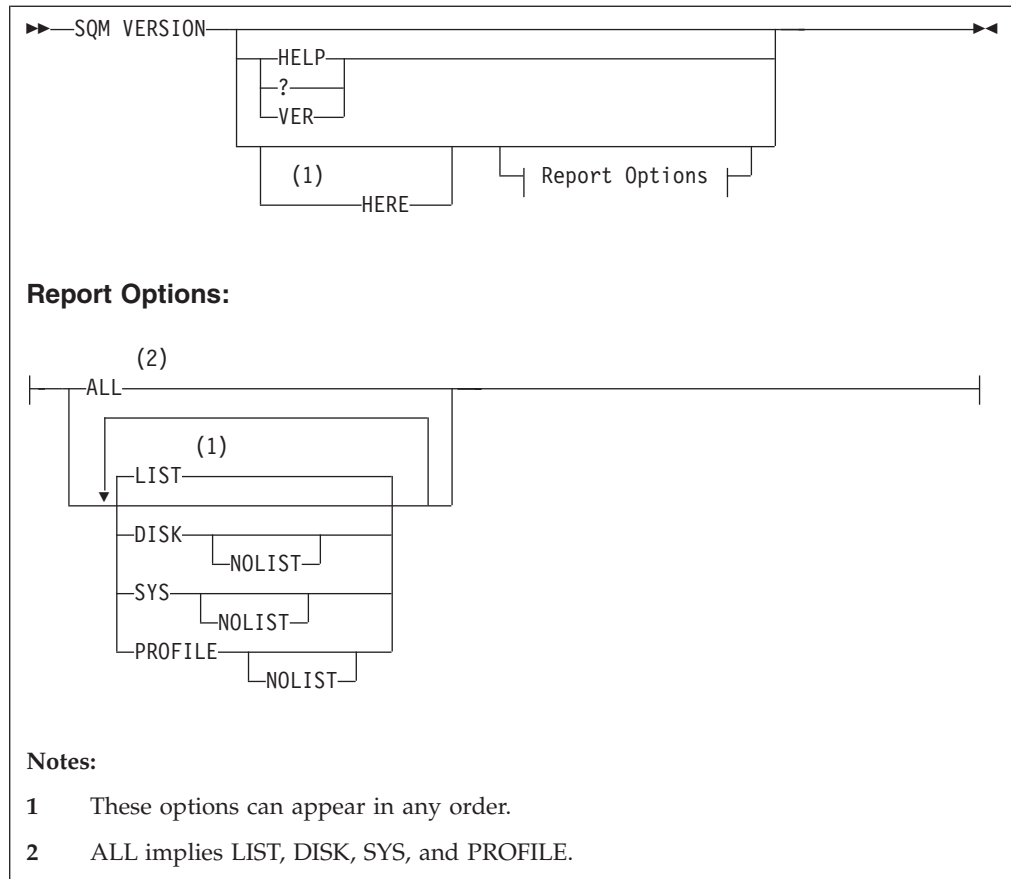 SQM VERSION
HELP
?
VER
(1)
HERE
Report Options
Report Options:
(2)
ALL
(1)
LIST
DISK
NOLIST
SYS
NOLIST
PROFILE
NOLIST
Notes:
1 These options can appear in any order.
2 ALL implies LIST, DISK, SYS, and PROFILE.